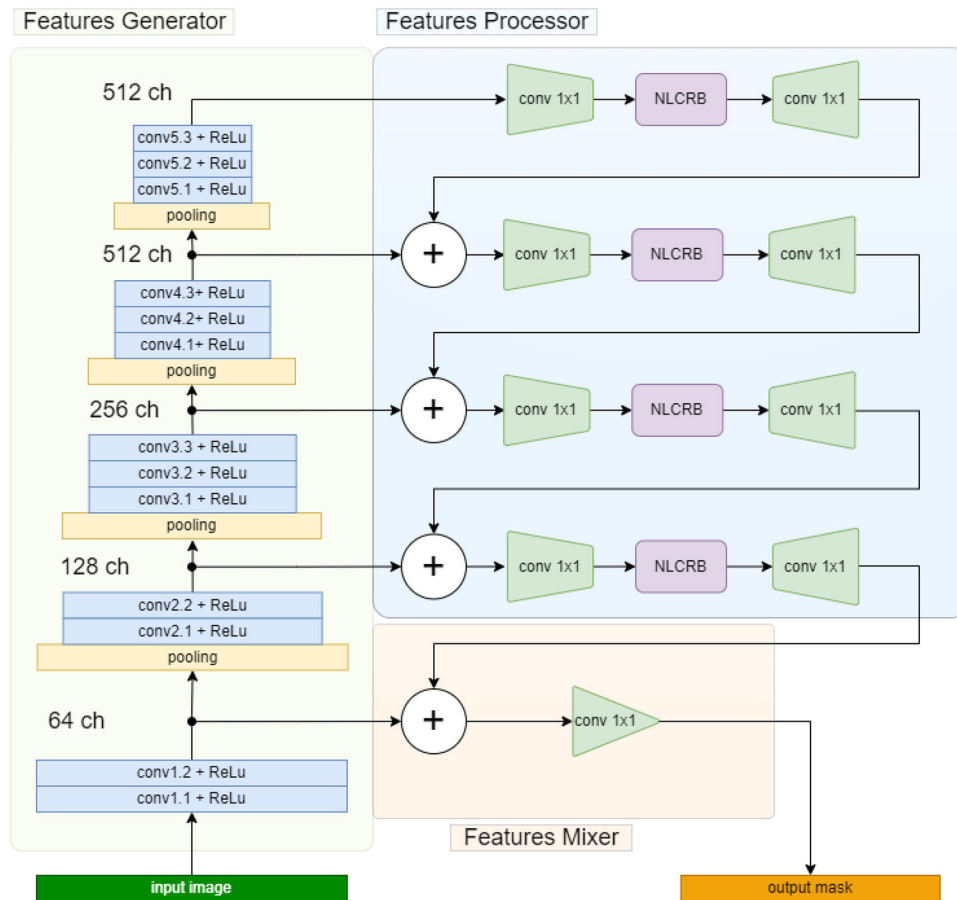 Features Generator
Features Processor
512 ch
conv5.3 + ReLu
conv5.2 + ReLu
conv5.1 + ReLu
pooling
512 ch
conv4.3+ ReLu
conv4.2+ ReLu
conv4.1+ ReLu
pooling
256 ch
conv3.3 + ReLu
conv3.2 + ReLu
conv3.1 + ReLu
pooling
128 ch
conv2.2 + ReLu
conv2.1 + ReLu
pooling
64 ch
conv1.2 + ReLu
conv1.1 + ReLu
input image
conv 1x1
NLCRB
conv 1x1
+
conv 1x1
NLCRB
conv 1x1
+
conv 1x1
NLCRB
conv 1x1
+
conv 1x1
NLCRB
conv 1x1
+
conv 1x1
Features Mixer
output mask